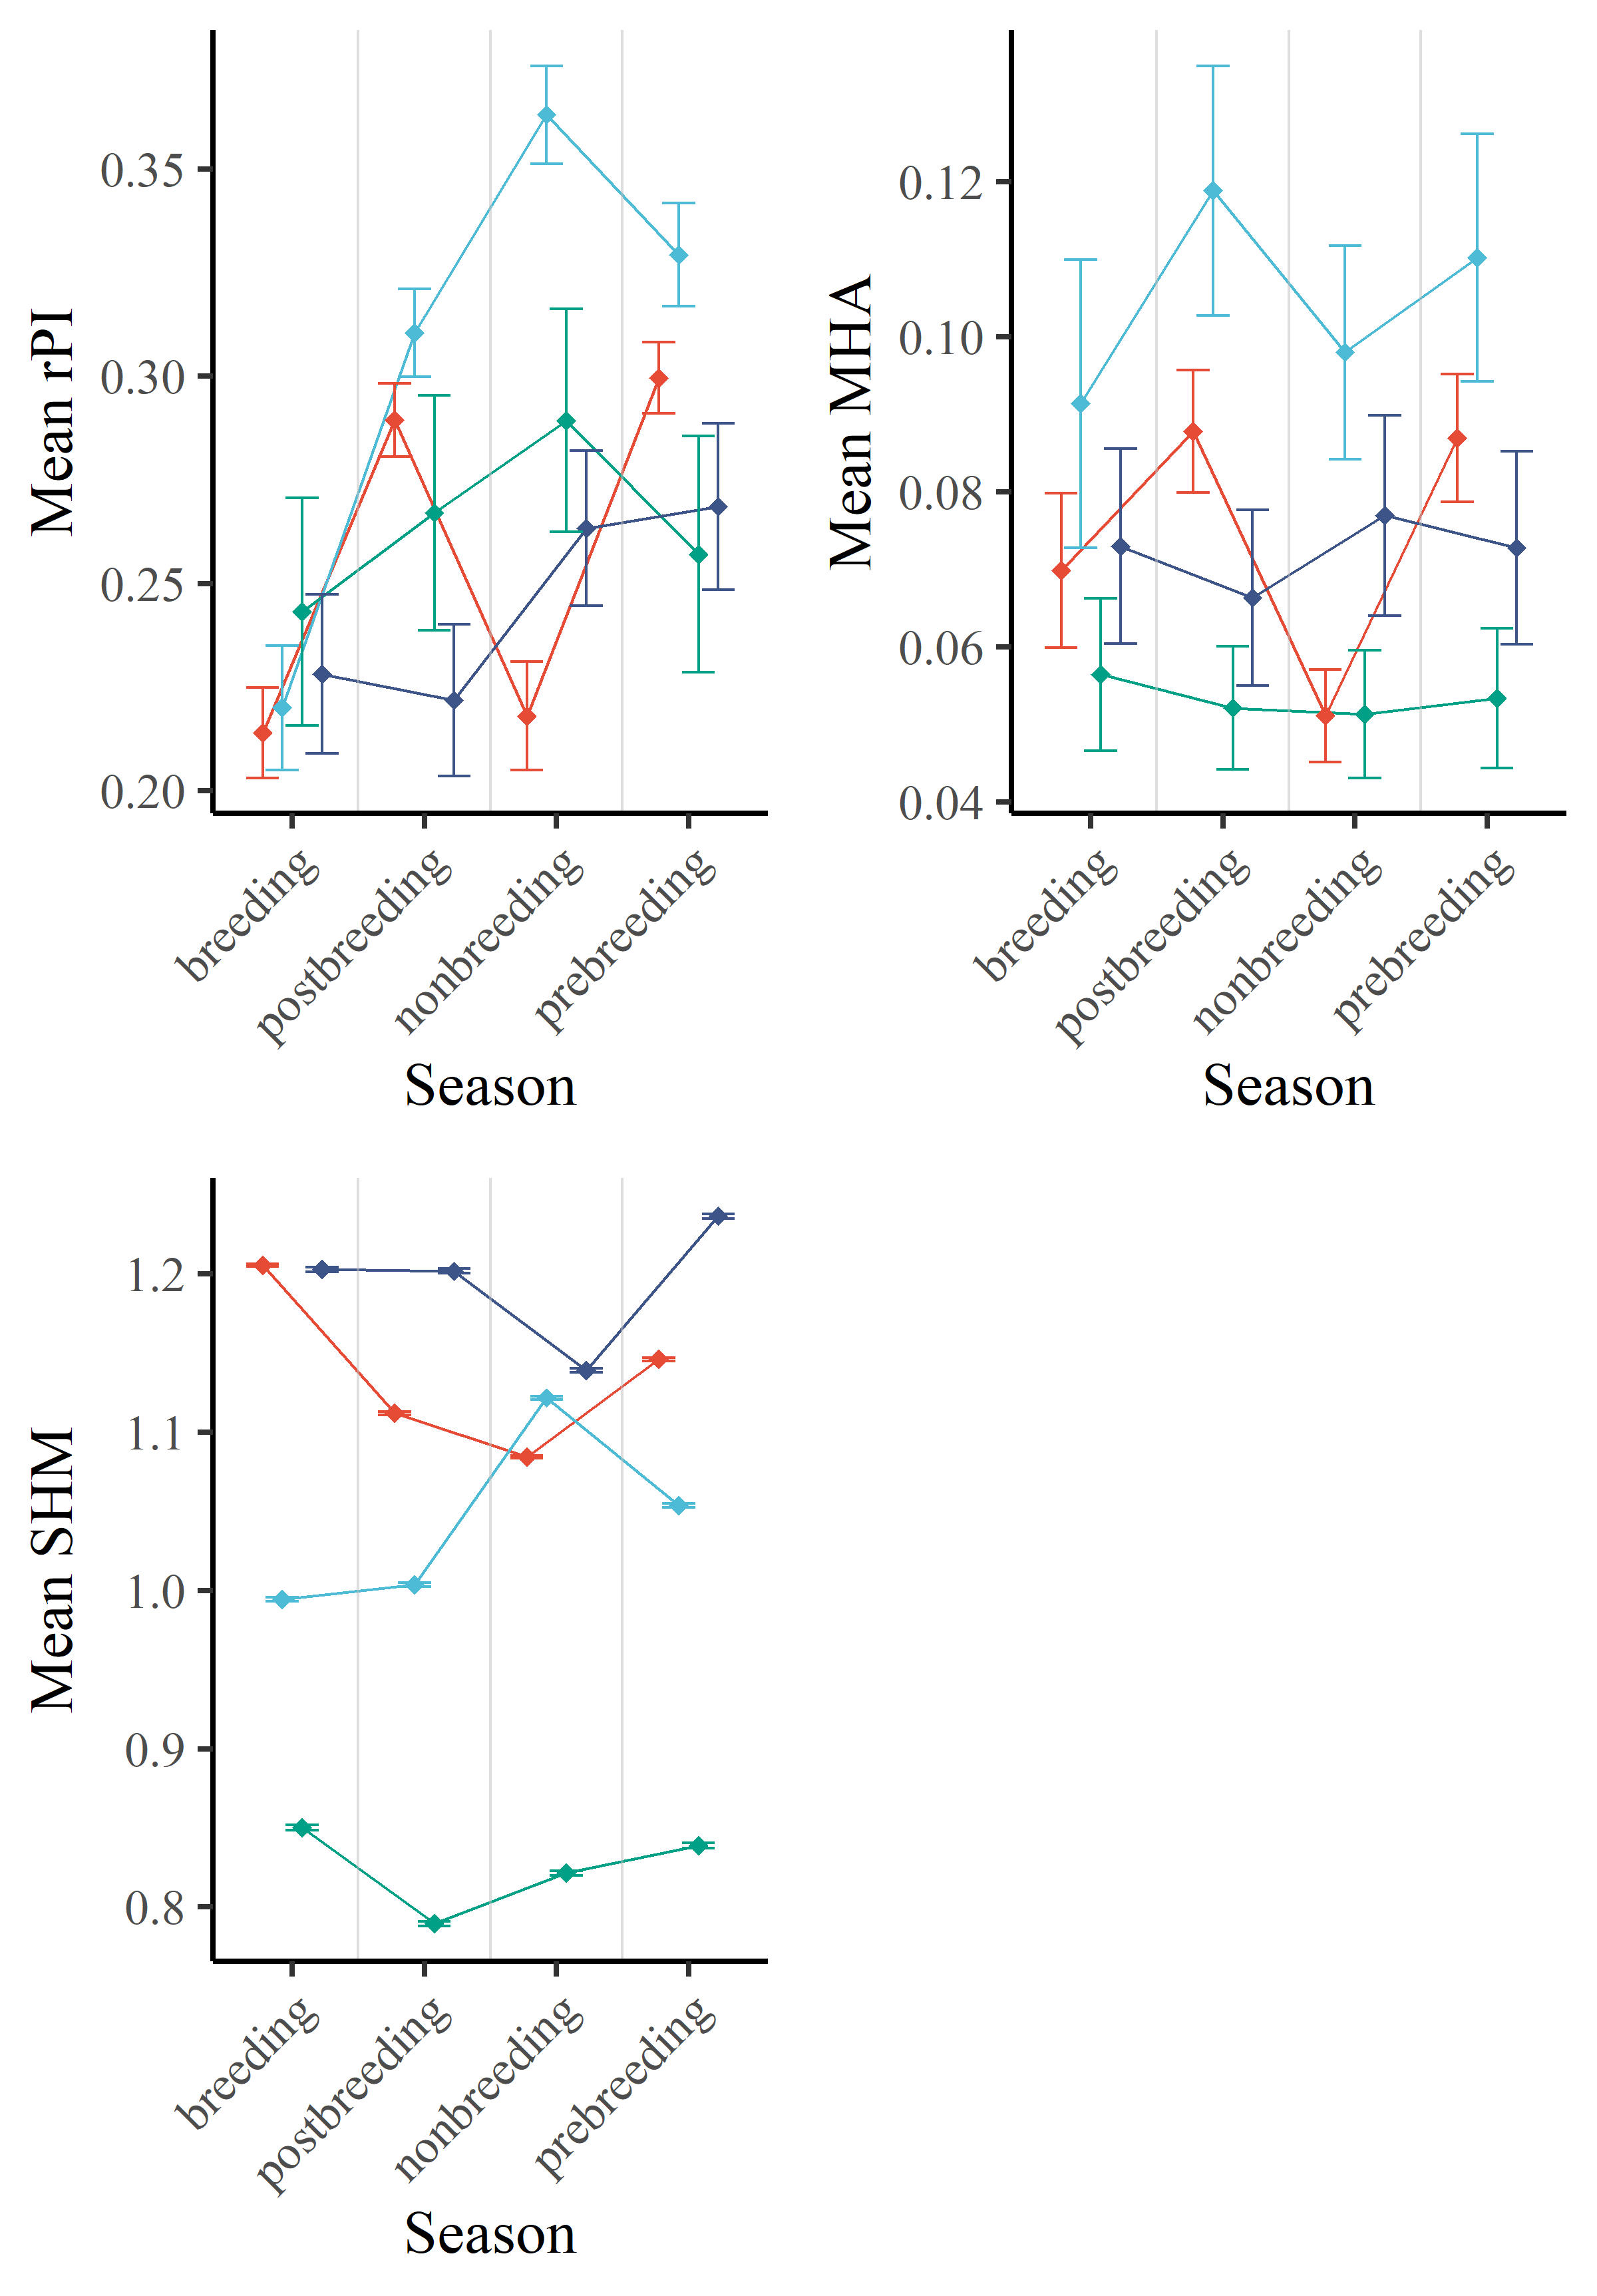 Mean rPI
0.35
0.30
0.25
0.20
breeding
postbreeding
nonbreeding
prebreeding
Season
Mean MHA
0.12
0.10
0.08
0.06
0.04
breeding
postbreeding
nonbreeding
prebreeding
Season
Mean SHM
1.2
1.1
1.0
0.9
0.8
breeding
postbreeding
nonbreeding
prebreeding
Season